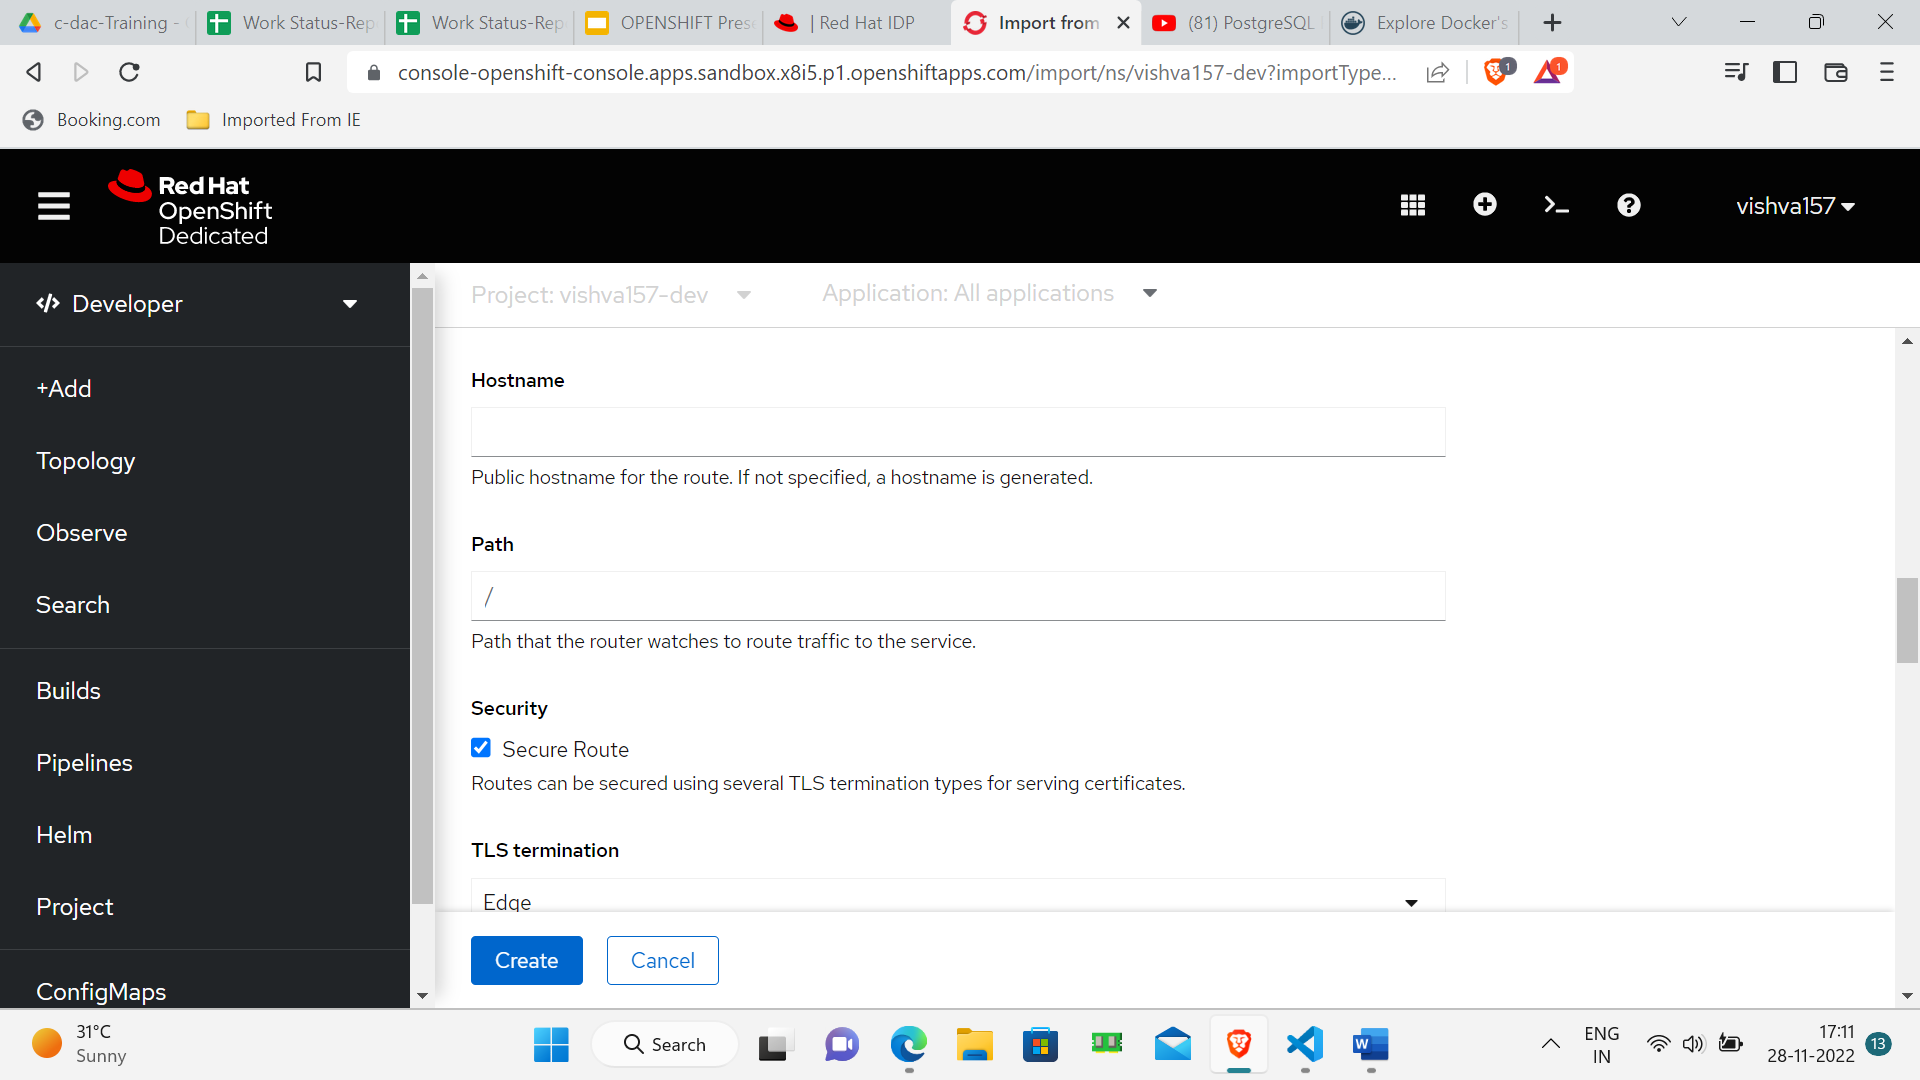 c-dac-Training -
Work Status-Rep
Work Status-Rep
OPENSHIFT Prese
| Red Hat IDP
Import from
(81) PostgreSQL
Explore Docker's
console-openshift-console.apps.sandbox.x8i5.p1.openshiftapps.com/import/ns/vishva157-dev?importType...
1
1
Booking.com
Imported From IE
Red Hat
OpenShift
Dedicated
vishva157
</> Developer
Project: vishva157-dev
Application: All applications
+Add
Topology
Observe
Search
Builds
Pipelines
Helm
Project
ConfigMaps
Hostname
Public hostname for the route. If not specified, a hostname is generated.
Path
/
Path that the router watches to route traffic to the service.
Security
Secure Route
Routes can be secured using several TLS termination types for serving certificates.
TLS termination
Edge
Create
Cancel
31°C
Sunny
Search
W
ENG
IN
17:11
28-11-2022
13